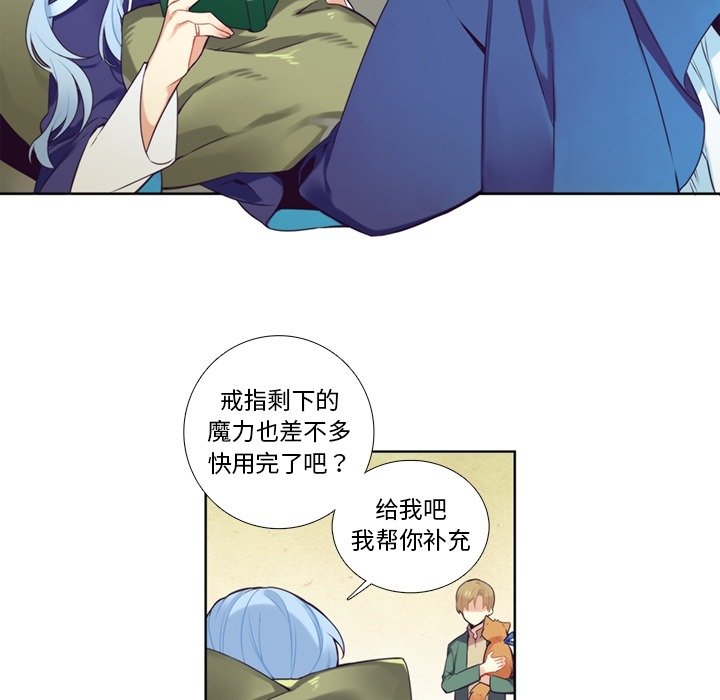 戒指剩下的
魔力也差不多
快用完了吧？
给我吧
我帮你补充